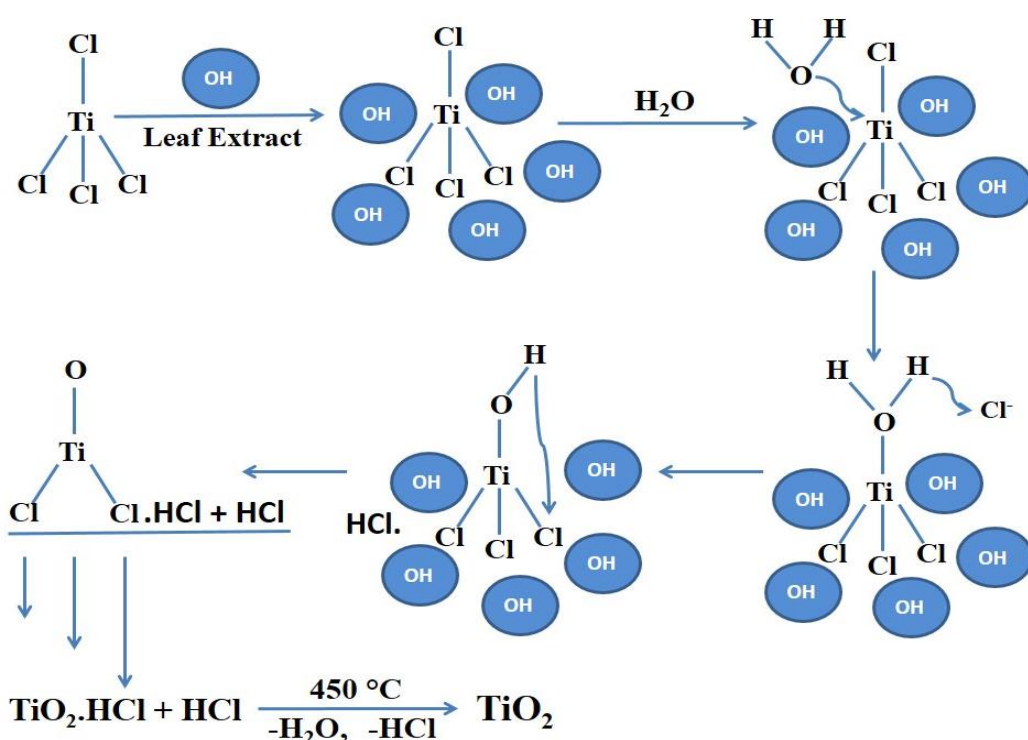 Cl
Ti
Cl
Cl
Cl
OH
Leaf Extract
Cl
Ti
Cl
Cl
Cl
OH
OH
OH
OH
OH
H₂O
H
H
O
Cl
Ti
Cl
Cl
Cl
OH
OH
OH
OH
OH
H
H
O
Cl⁻
Ti
Cl
Cl
Cl
OH
OH
OH
OH
OH
H
O
Ti
HCl.
Cl
Cl
Cl
OH
OH
OH
OH
OH
O
Ti
Cl
Cl.HCl + HCl
TiO₂.HCl + HCl
450 °C
-H₂O, -HCl
TiO₂